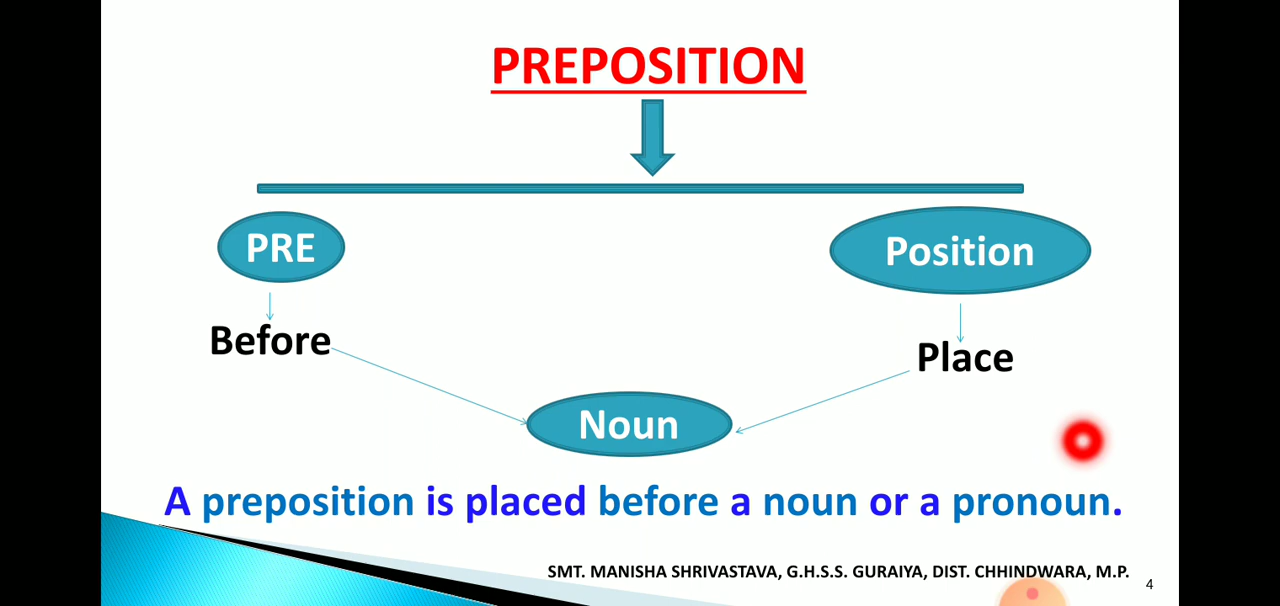 PREPOSITION
PRE
Position
Before
Place
Noun
A preposition is placed before a noun or a pronoun.
SMT. MANISHA SHRIVASTAVA, G.H.S.S. GURAIYA, DIST. CHHINDWARA, M.P.
4